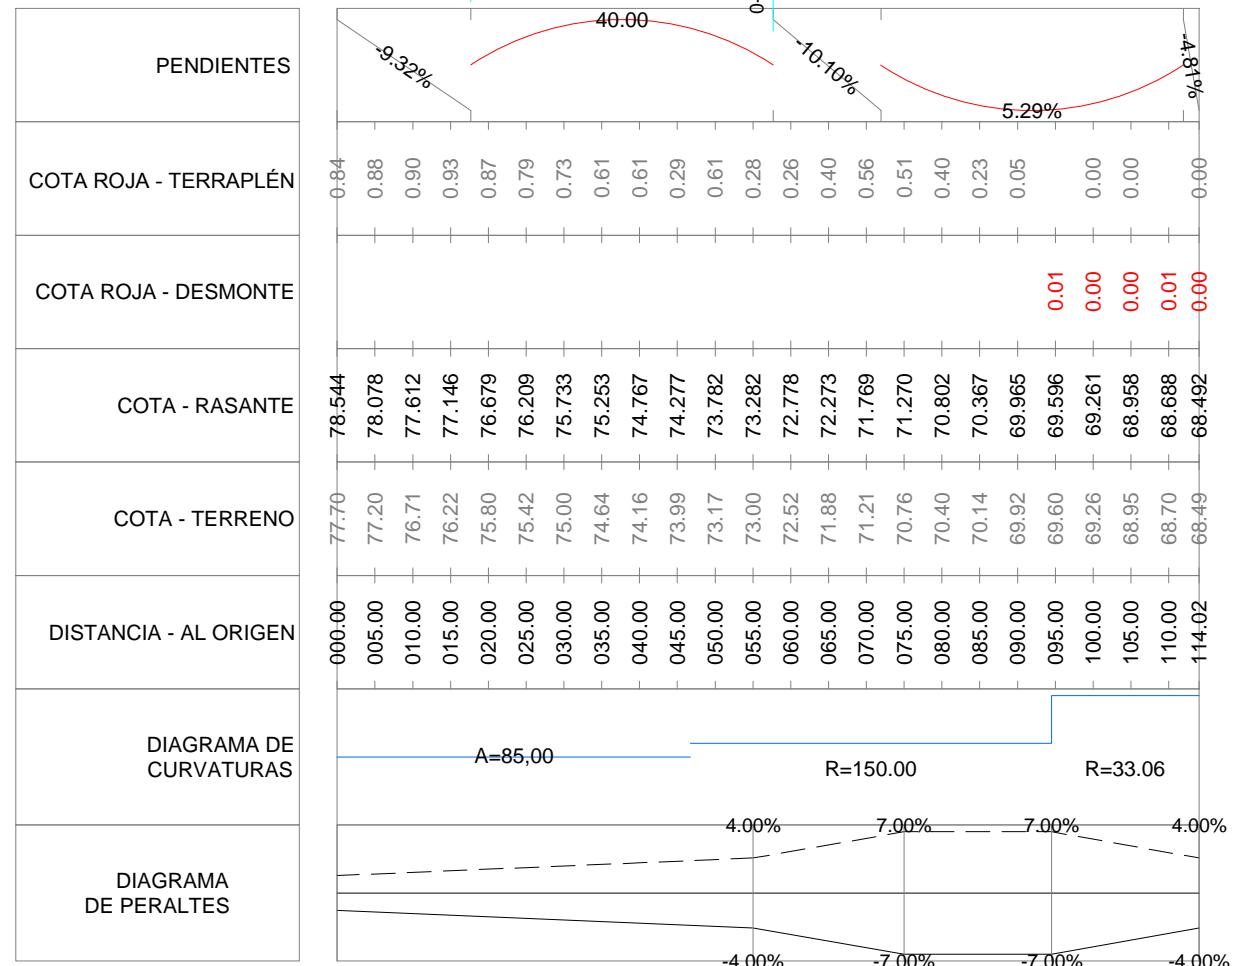 PENDIENTES
-9.32%
40.00
-10.10%
5.29%
-4.81%
COTA ROJA - TERRAPLÉN
0.84 0.88 0.90 0.93 0.87 0.79 0.73 0.61 0.61 0.29 0.61 0.28 0.26 0.40 0.56 0.51 0.40 0.23 0.05 0.00 0.00 0.00
COTA ROJA - DESMONTE
0.01 0.00 0.00 0.01 0.00
COTA - RASANTE
78.544 78.078 77.612 77.146 76.679 76.209 75.733 75.253 74.767 74.277 73.782 73.282 72.778 72.273 71.769 71.270 70.802 70.367 69.965 69.596 69.261 68.958 68.688 68.492
COTA - TERRENO
77.70 77.20 76.71 76.22 75.80 75.42 75.00 74.64 74.16 73.99 73.17 73.00 72.52 71.88 71.21 70.76 70.40 70.14 69.92 69.60 69.26 68.95 68.70 68.49
DISTANCIA - AL ORIGEN
000.00 005.00 010.00 015.00 020.00 025.00 030.00 035.00 040.00 045.00 050.00 055.00 060.00 065.00 070.00 075.00 080.00 085.00 090.00 095.00 100.00 105.00 110.00 114.02
DIAGRAMA DE
CURVATURAS
A=85,00
R=150.00
R=33.06
DIAGRAMA
DE PERALTES
4.00% 7.00% 7.00% 4.00%
-4.00% -7.00% -7.00% -4.00%